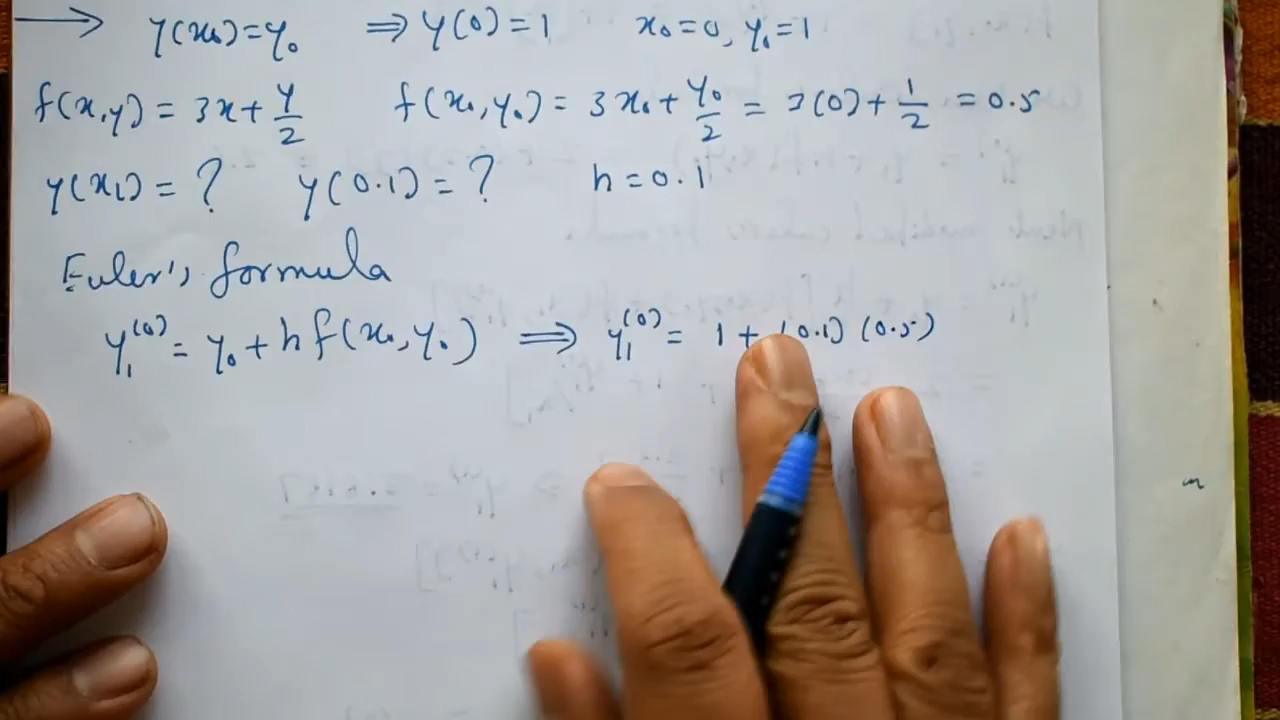 → y(x₀) = y₀ ⇒ y(0) = 1 x₀ = 0, y₀ = 1
f(x,y) = 3x + y/2 f(x₀, y₀) = 3x₀ + y₀/2 = 3(0) + 1/2 = 0.5
y(x₁) = ? y(0.1) = ? h = 0.1
Euler's formula
y₁⁽⁰⁾ = y₀ + h f(x₀, y₀) ⇒ y₁⁽⁰⁾ = 1 + (0.1) (0.5)